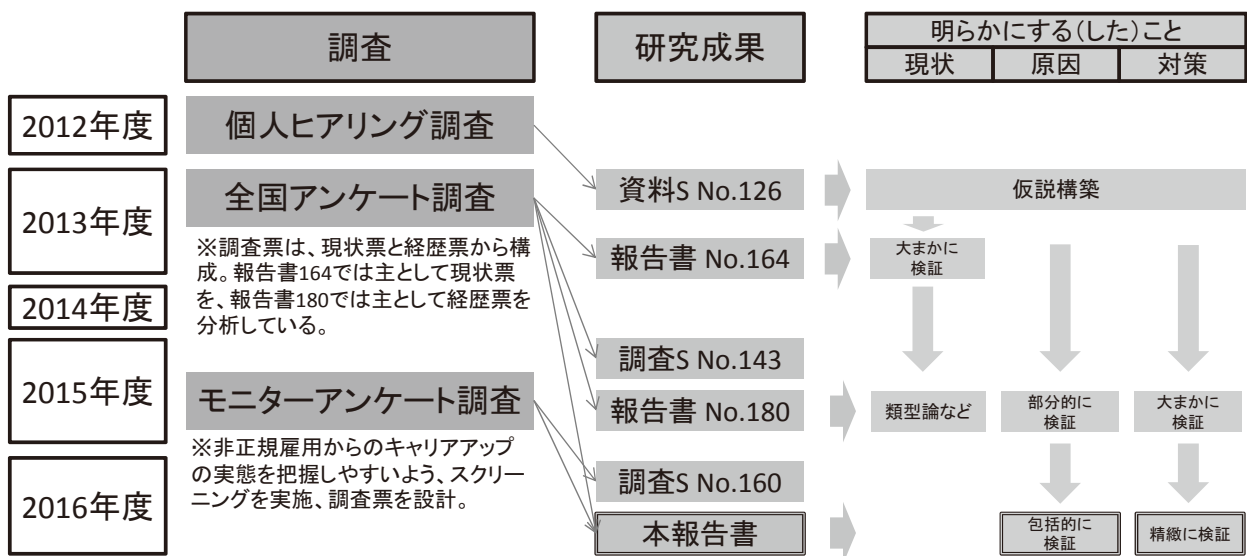 調査
研究成果
明らかにする(した)こと
現状
原因
対策
2012年度
個人ヒアリング調査
2013年度
全国アンケート調査
資料S No.126
仮説構築
※調査票は、現状票と経歴票から構
成。報告書164では主として現状票
を、報告書180では主として経歴票を
分析している。
報告書 No.164
大まかに
検証
2014年度
2015年度
調査S No.143
モニターアンケート調査
報告書 No.180
類型論など
部分的に
検証
大まかに
検証
※非正規雇用からのキャリアアップ
の実態を把握しやすいよう、スクリー
ニングを実施、調査票を設計。
2016年度
調査S No.160
本報告書
包括的に
検証
精緻に検証